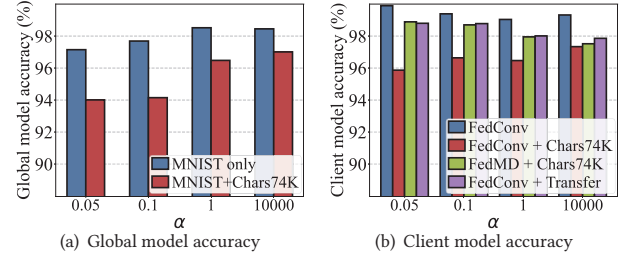 Global model accuracy (%)
98
96
94
92
90
MNIST only
MNIST+Chars74K
0.05 0.1 1 10000
α
(a) Global model accuracy
Client model accuracy (%)
98
96
94
92
90
FedConv
FedConv + Chars74K
FedMD + Chars74K
FedConv + Transfer
0.05 0.1 1 10000
α
(b) Client model accuracy